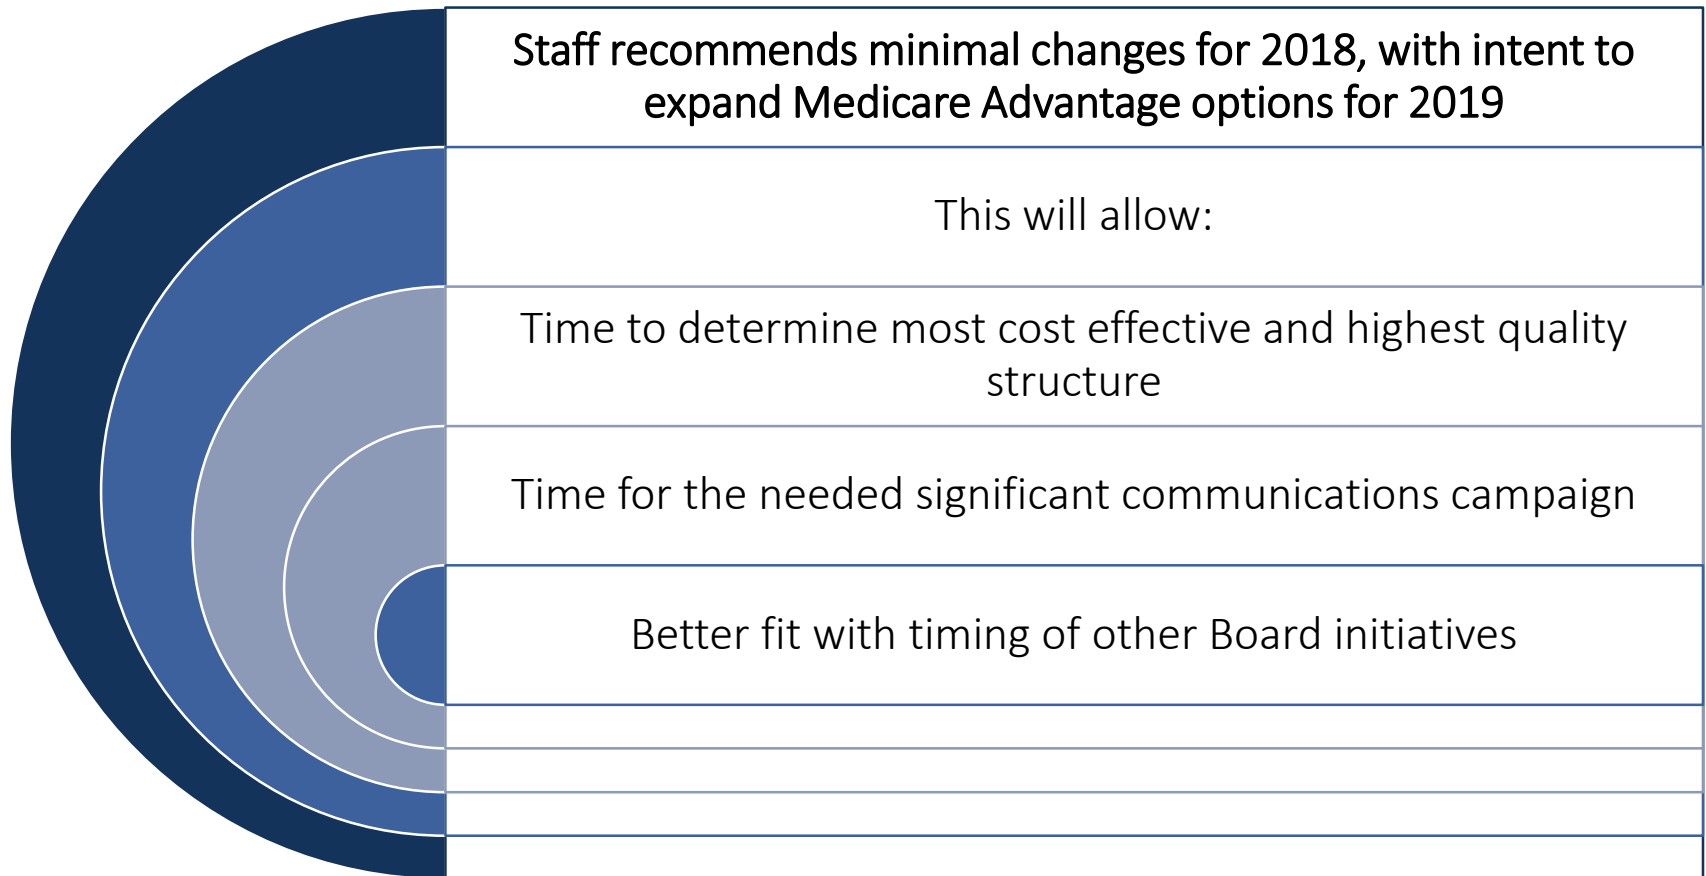 Staff recommends minimal changes for 2018, with intent to
expand Medicare Advantage options for 2019
This will allow:
Time to determine most cost effective and highest quality
structure
Time for the needed significant communications campaign
Better fit with timing of other Board initiatives